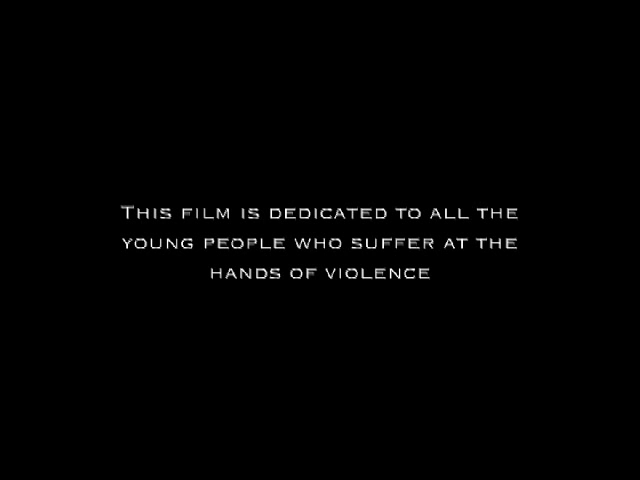 This film is dedicated to all the
young people who suffer at the
hands of violence